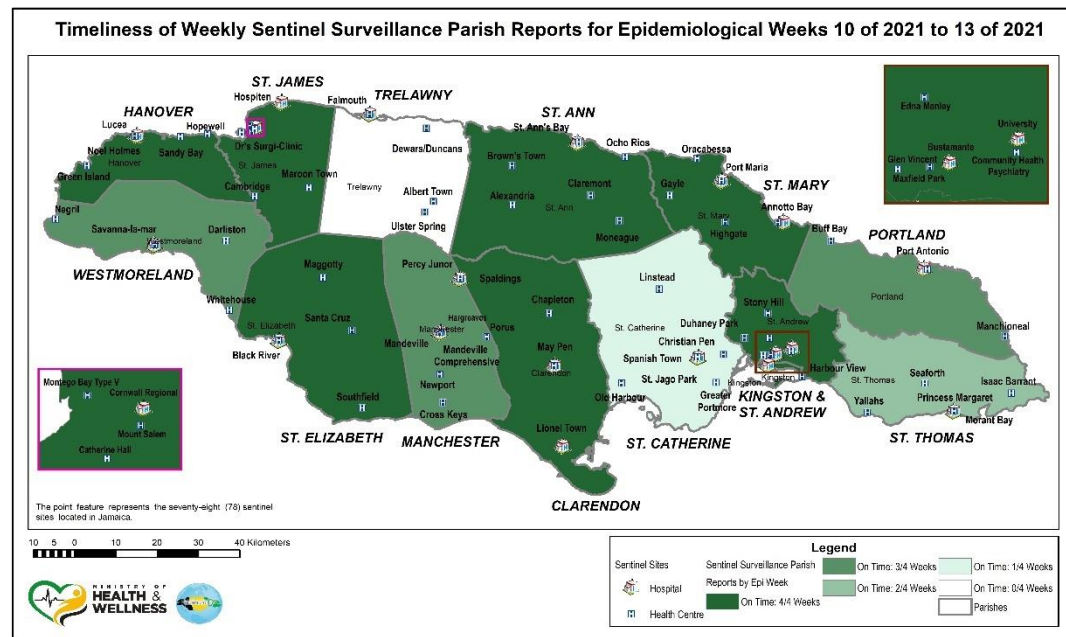 Timeliness of Weekly Sentinel Surveillance Parish Reports for Epidemiological Weeks 10 of 2021 to 13 of 2021
ST. JAMES
Hospiten
HANOVER
Lucea
Hopewell
Noel Holmes
Hanover
Sandy Bay
Green Island
Dr's Surgi-Clinic
St. James
Maroon Town
Cambridge
TRELAWNY
Falmouth
Dewars/Duncans
Trelawny
Albert Town
Ulster Spring
ST. ANN
St. Ann's Bay
Ocho Rios
Brown's Town
Alexandria
Claremont
St. Ann
Moneague
Oracabessa
Port Maria
ST. MARY
Gayle
St. Mary
Highgate
Annotto Bay
Buff Bay
PORTLAND
Port Antonio
Portland
Manchioneal
Edna Manley
University
Bustamante
Glen Vincent
Community Health
Psychiatry
Maxfield Park
Negril
Savanna-la-mar
Westmoreland
Darliston
WESTMORELAND
Whitehouse
Maggotty
St. Elizabeth
Santa Cruz
Black River
Southfield
ST. ELIZABETH
Percy Junor
Hargreaves
Manchester
Mandeville
Porus
Mandeville
Comprehensive
Newport
Cross Keys
MANCHESTER
Spaldings
Chapleton
May Pen
Clarendon
Lionel Town
CLARENDON
Linstead
St. Catherine
Duhaney Park
Christian Pen
Spanish Town
St. Jago Park
Old Harbour
Greater
Portmore
ST. CATHERINE
Stony Hill
St. Andrew
Kingston
Kingston
Harbour View
KINGSTON &
ST. ANDREW
St. Thomas
Seaforth
Isaac Barrant
Yallahs
Princess Margaret
Morant Bay
ST. THOMAS
Montego Bay Type V
Cornwall Regional
Mount Salem
Catherine Hall
The point feature represents the seventy-eight (78) sentinel
sites located in Jamaica.
10 5 0 10 20 30 40 Kilometers
MINISTRY OF
HEALTH &
WELLNESS
Legend
Sentinel Sites
Hospital
Health Centre
Sentinel Surveillance Parish
Reports by Epi Week
On Time: 4/4 Weeks
On Time: 3/4 Weeks
On Time: 2/4 Weeks
On Time: 1/4 Weeks
On Time: 0/4 Weeks
Parishes